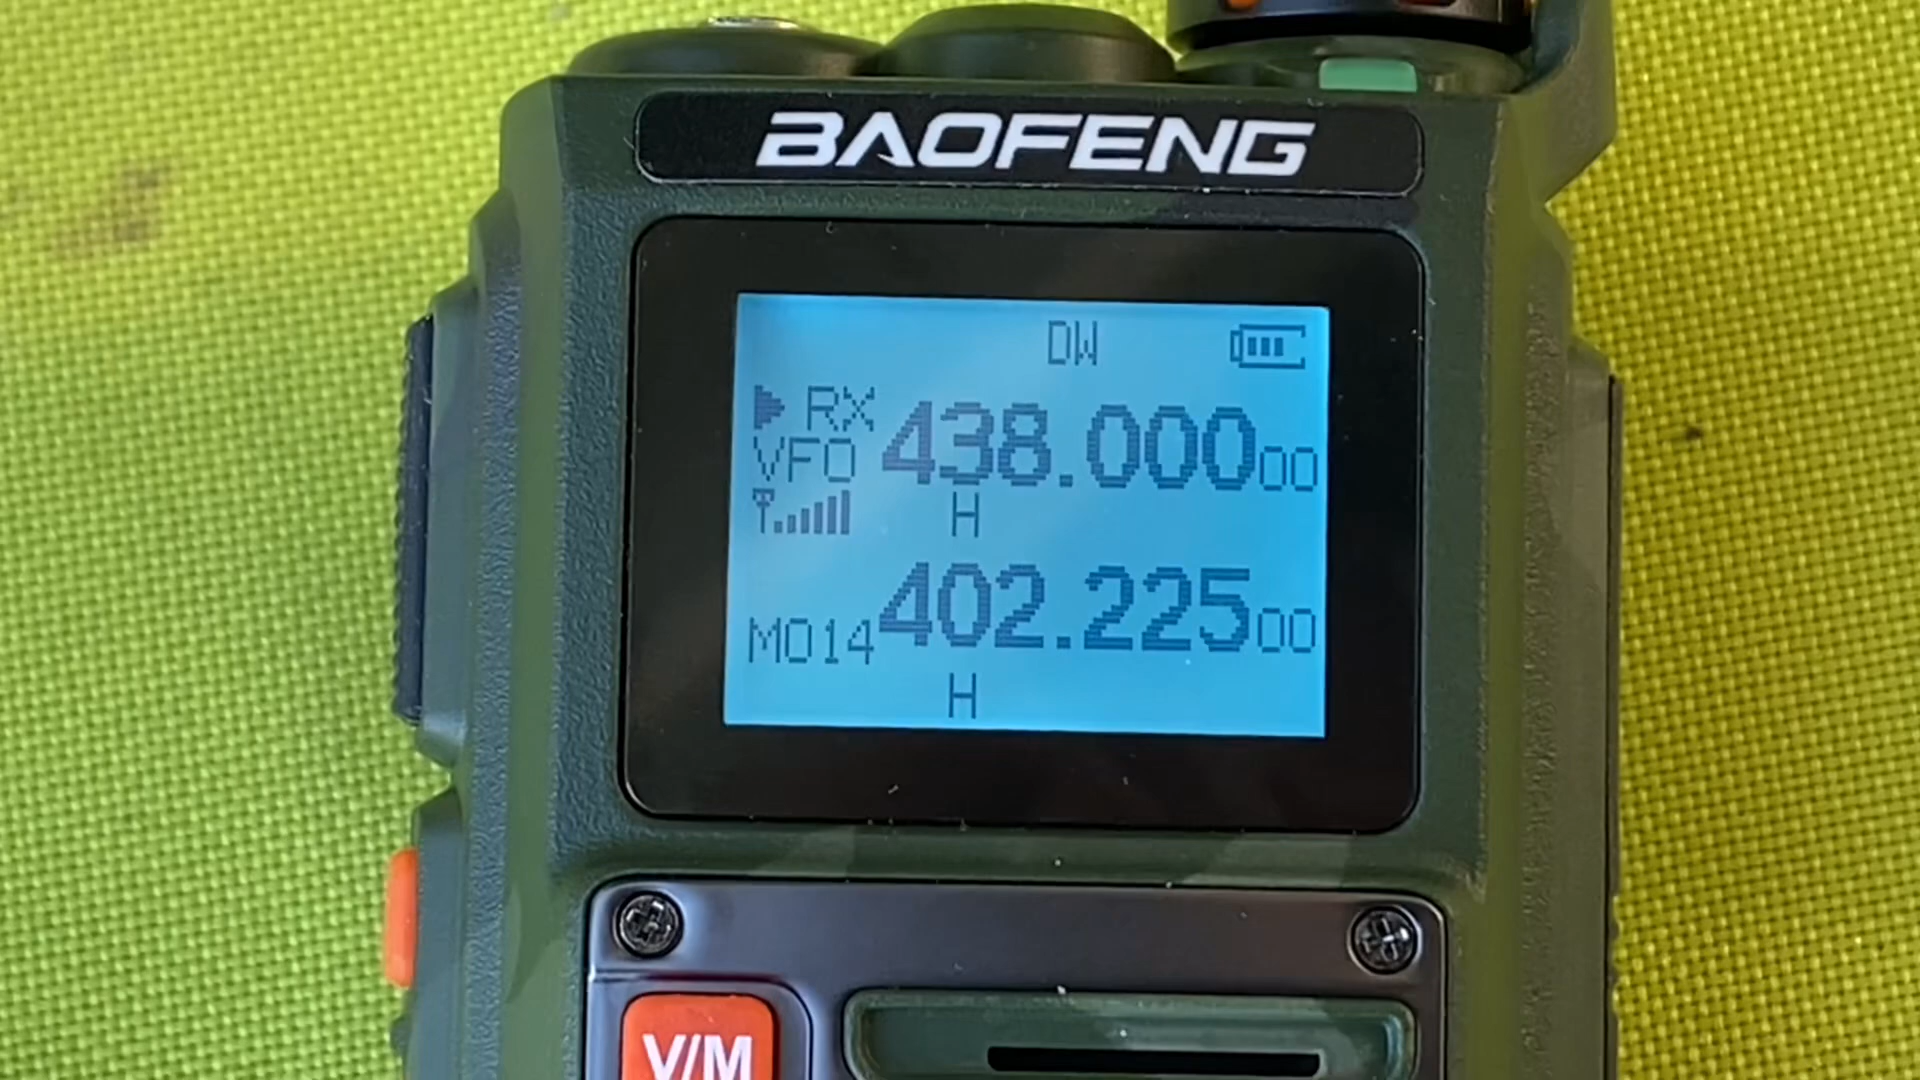 BAOFENG
DW
RX
VFO 438.00000
H
M014 402.22500
H
V/M